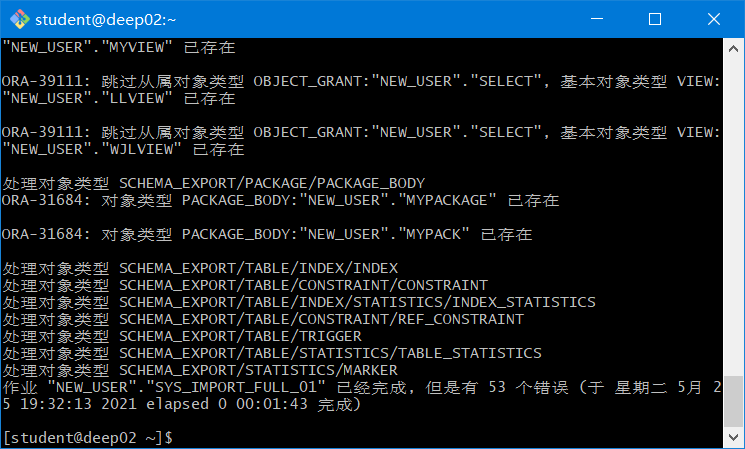 student@deep02:~
"NEW_USER"."MYVIEW" 已存在
ORA-39111: 跳过从属对象类型 OBJECT_GRANT:"NEW_USER"."SELECT", 基本对象类型 VIEW:
"NEW_USER"."LLVIEW" 已存在
ORA-39111: 跳过从属对象类型 OBJECT_GRANT:"NEW_USER"."SELECT", 基本对象类型 VIEW:
"NEW_USER"."WJLVIEW" 已存在
处理对象类型 SCHEMA_EXPORT/PACKAGE/PACKAGE_BODY
ORA-31684: 对象类型 PACKAGE_BODY:"NEW_USER"."MYPACKAGE" 已存在
ORA-31684: 对象类型 PACKAGE_BODY:"NEW_USER"."MYPACK" 已存在
处理对象类型 SCHEMA_EXPORT/TABLE/INDEX/INDEX
处理对象类型 SCHEMA_EXPORT/TABLE/CONSTRAINT/CONSTRAINT
处理对象类型 SCHEMA_EXPORT/TABLE/INDEX/STATISTICS/INDEX_STATISTICS
处理对象类型 SCHEMA_EXPORT/TABLE/CONSTRAINT/REF_CONSTRAINT
处理对象类型 SCHEMA_EXPORT/TABLE/TRIGGER
处理对象类型 SCHEMA_EXPORT/TABLE/STATISTICS/TABLE_STATISTICS
处理对象类型 SCHEMA_EXPORT/STATISTICS/MARKER
作业 "NEW_USER"."SYS_IMPORT_FULL_01" 已经完成, 但是有 53 个错误 (于 星期二 5月 2
5 19:32:13 2021 elapsed 0 00:01:43 完成)
[student@deep02 ~]$